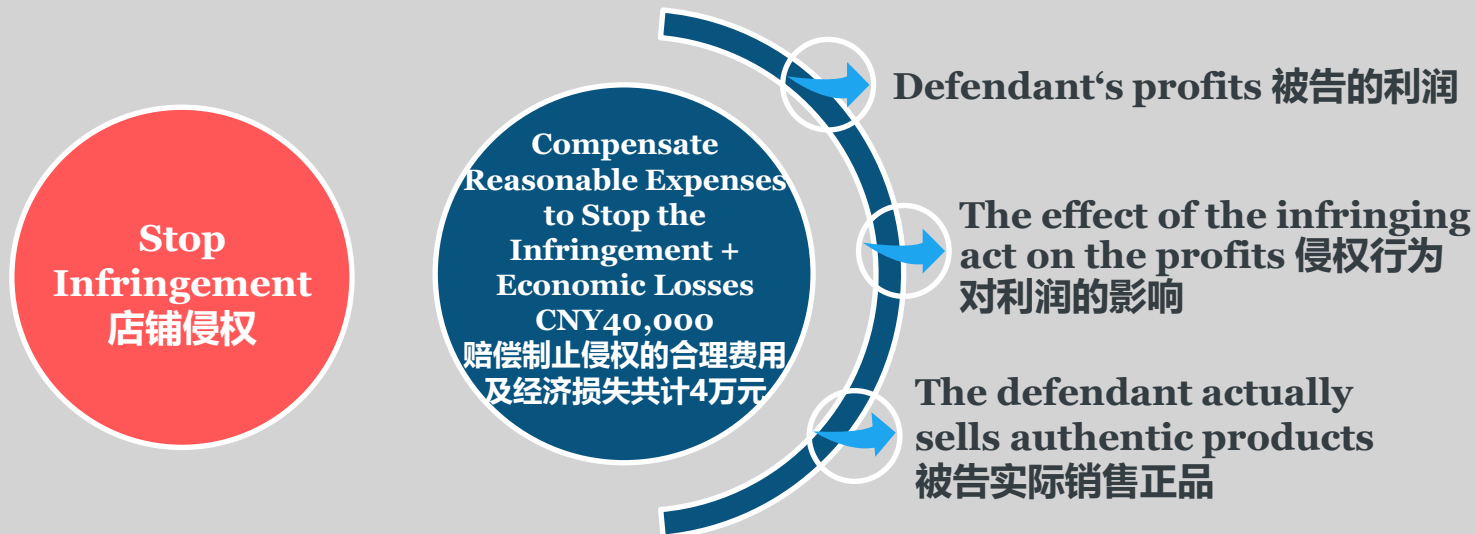 Stop
Infringement
店铺侵权
Compensate
Reasonable Expenses
to Stop the
Infringement +
Economic Losses
CNY40,000
赔偿制止侵权的合理费用
及经济损失共计4万元
Defendant‘s profits 被告的利润
The effect of the infringing
act on the profits 侵权行为
对利润的影响
The defendant actually
sells authentic products
被告实际销售正品